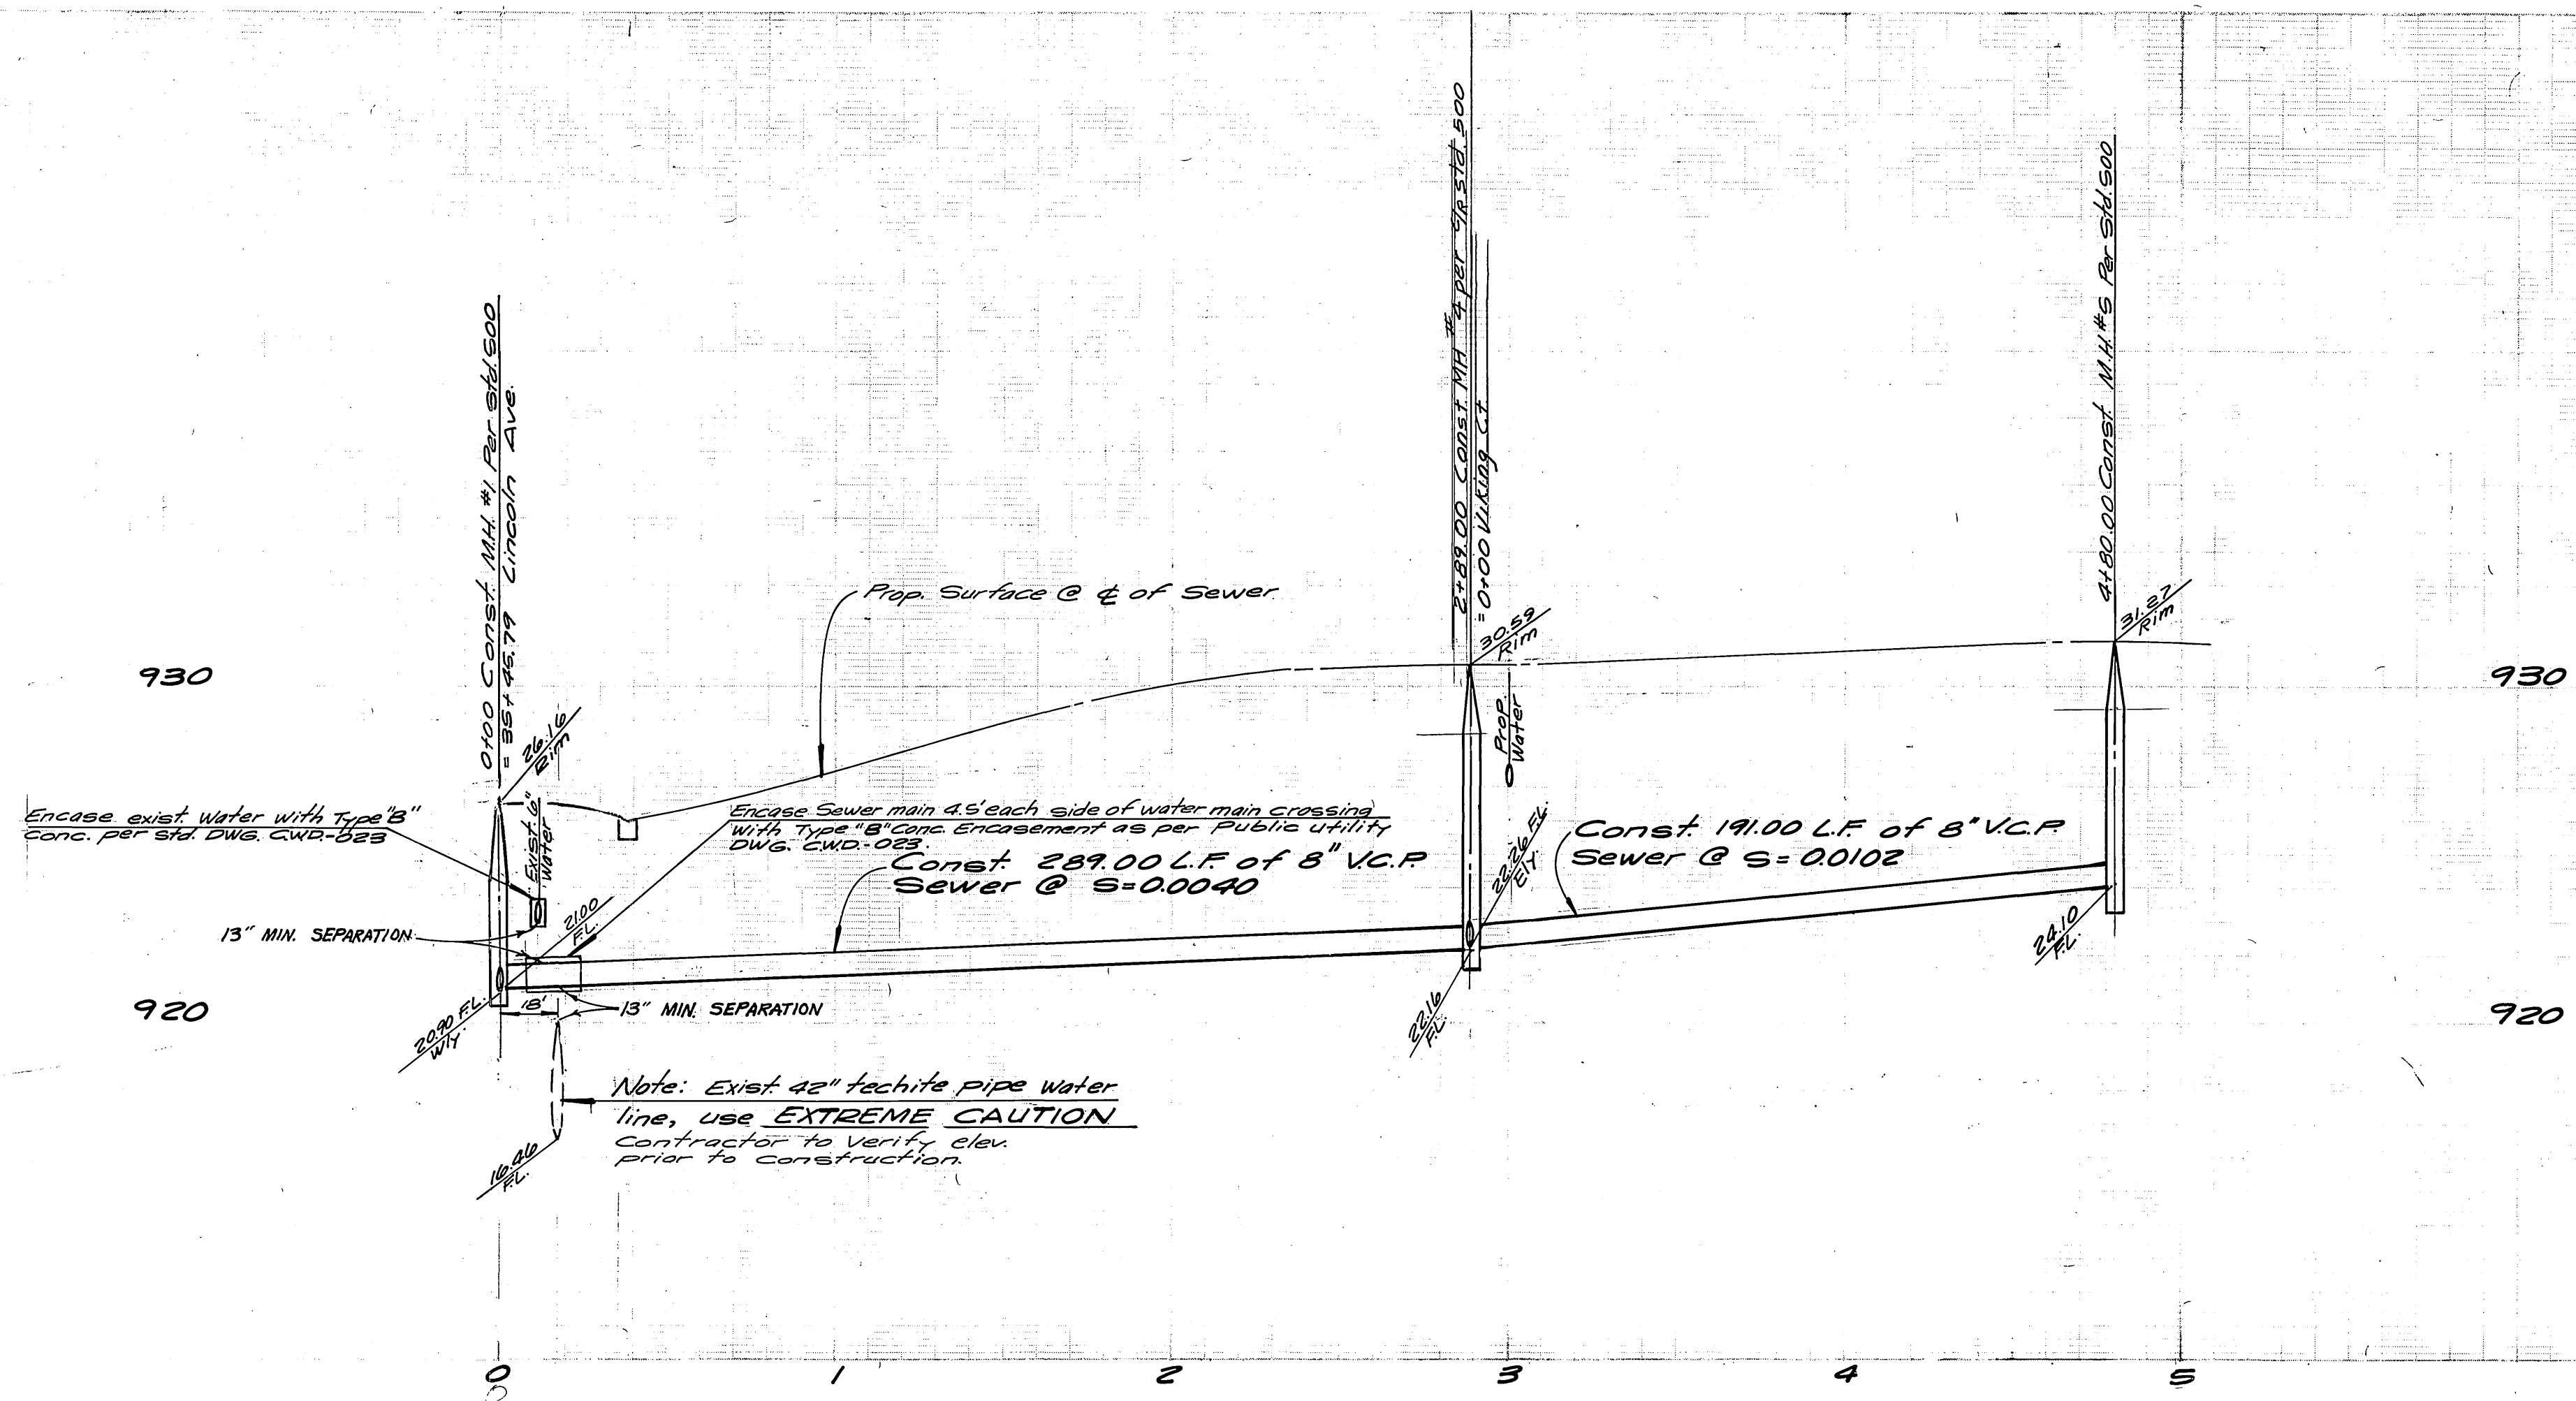 0+00 Const. M.H. #1 Per Std. 500
= 35+45.79 Lincoln Ave.
26.16
Rim
2+89.00 Const MH #4 per C/R std. 500
= 0+00 Viking Ct
30.59
Rim
4+80.00 Const. M.H. #5 Per Std. 500
31.27
Rim
Prop. Surface @ ℄ of Sewer
930
930
Prop.
Water
Exist. 16"
Water
Encase exist. Water with Type "B"
Conc. per std. DWG. CWD-023
Encase Sewer main 4.5' each side of water main crossing
with Type "B" Conc. Encasement as per Public Utility
DWG. CWD-023.
Const. 289.00 L.F. of 8" V.C.P.
Sewer @ S=0.0040
22.26 F.L.
Ely.
Const. 191.00 L.F. of 8" V.C.P.
Sewer @ S=0.0102
21.00
F.L.
13" MIN. SEPARATION
24.10
F.L.
920
18'
13" MIN. SEPARATION
920
20.90 F.L.
Wly
22.16
F.L.
Note: Exist. 42" techite pipe water
line, use EXTREME CAUTION
Contractor to Verify elev.
prior to Construction.
16.46
F.L.
0 1 2 3 4 5